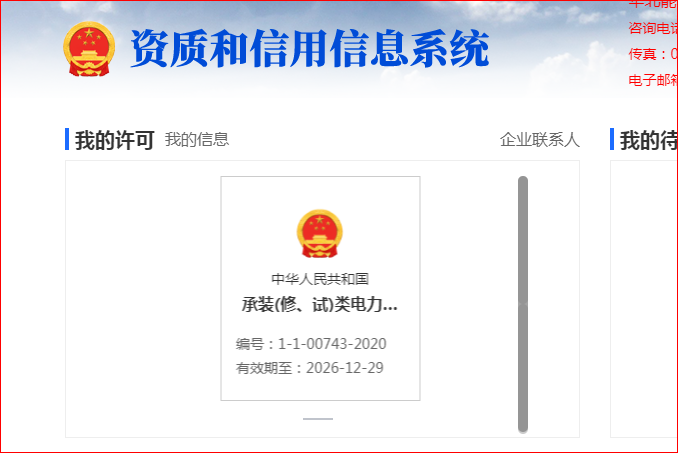 资质和信用信息系统
咨询电话
传真：0
电子邮箱
我的许可 我的信息 企业联系人
我的待
中华人民共和国
承装(修、试)类电力...
编号：1-1-00743-2020
有效期至：2026-12-29